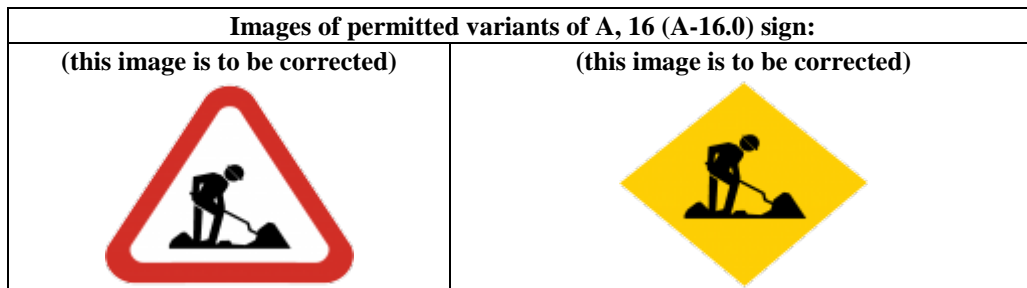 Images of permitted variants of A, 16 (A-16.0) sign:
(this image is to be corrected)
(this image is to be corrected)